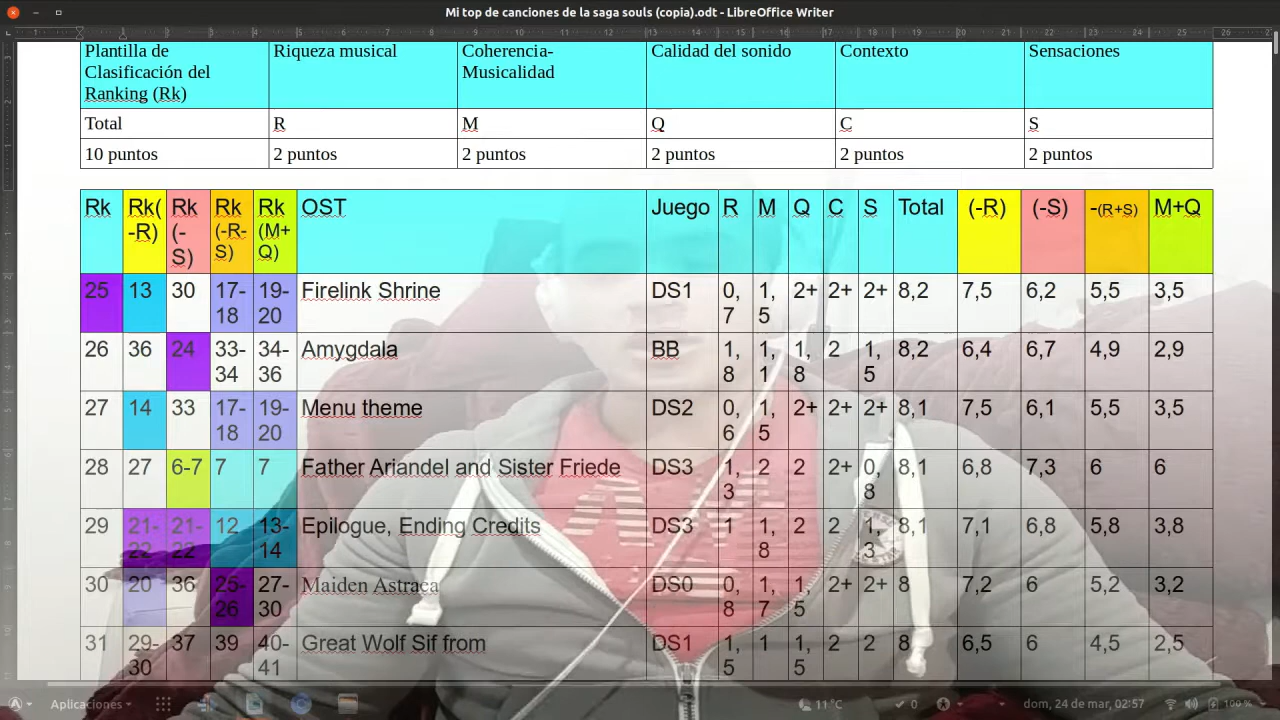 Mi top de canciones de la saga souls (copia).odt - LibreOffice Writer
Plantilla de Clasificación del Ranking (Rk) Riqueza musical Coherencia-Musicalidad Calidad del sonido Contexto Sensaciones
Total R M Q C S
10 puntos 2 puntos 2 puntos 2 puntos 2 puntos 2 puntos
Rk Rk(-R) Rk (-S) Rk (-R-S) Rk (M+Q) OST Juego R M Q C S Total (-R) (-S) -(R+S) M+Q
25 13 30 17-18 19-20 Firelink Shrine DS1 0,7 1,5 2+ 2+ 2+ 8,2 7,5 6,2 5,5 3,5
26 36 24 33-34 34-36 Amygdala BB 1,8 1,1 1,8 2 1,5 8,2 6,4 6,7 4,9 2,9
27 14 33 17-18 19-20 Menu theme DS2 0,6 1,5 2+ 2+ 2+ 8,1 7,5 6,1 5,5 3,5
28 27 6-7 7 7 Father Ariandel and Sister Friede DS3 1,3 2 2 2+ 0,8 8,1 6,8 7,3 6 6
29 21-22 21-22 12 13-14 Epilogue, Ending Credits DS3 1 1,8 2 2 1,3 8,1 7,1 6,8 5,8 3,8
30 20 36 25-26 27-30 Maiden Astraea DS0 0,8 1,7 1,5 2+ 2+ 8 7,2 6 5,2 3,2
31 29-30 37 39 40-41 Great Wolf Sif from DS1 1,5 1 1,5 2 2 8 6,5 6 4,5 2,5
Aplicaciones 11°C 0 dom, 24 de mar, 02:57 100 %